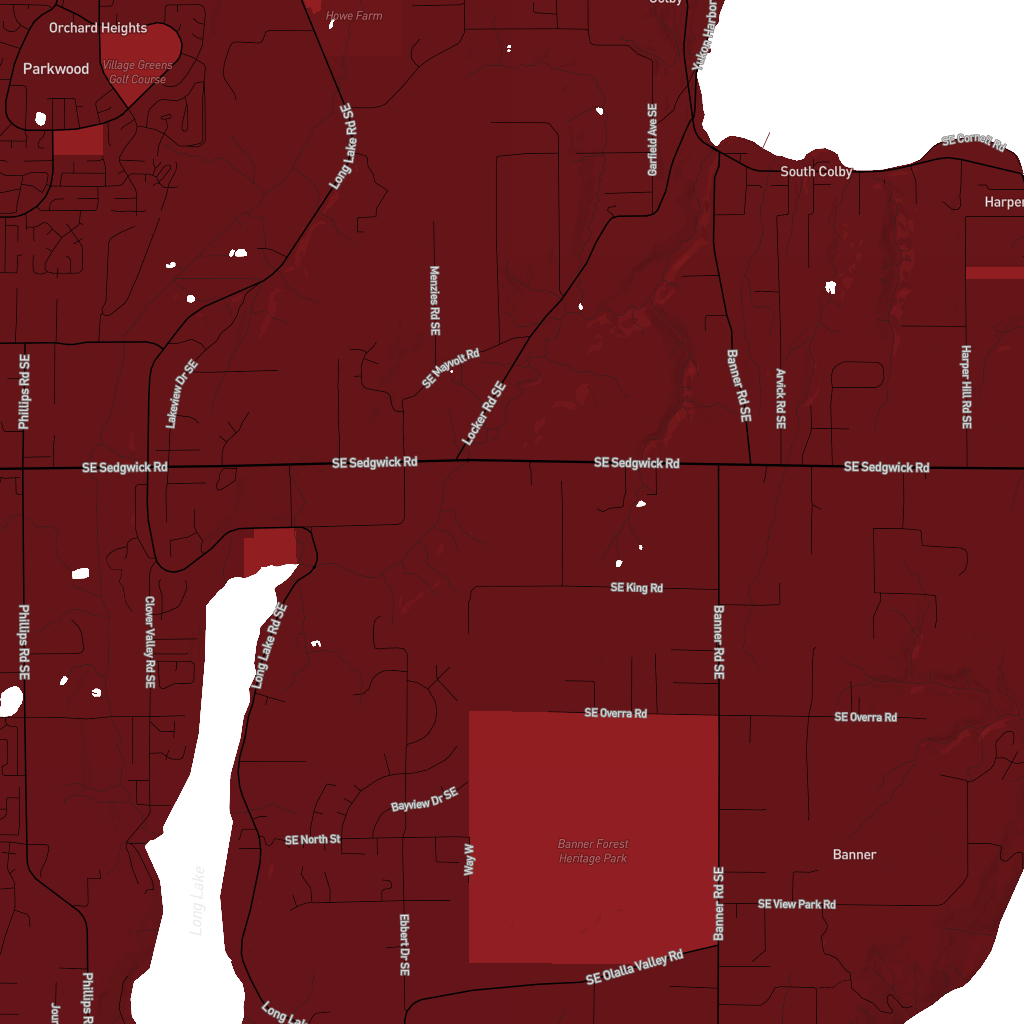 Colby
Howe Farm
Orchard Heights
Yukon Harbor
Parkwood
Village Greens
Golf Course
Long Lake Rd SE
Garfield Ave SE
SE Cornell Rd
South Colby
Harper
Menzies Rd SE
Phillips Rd SE
Lakeview Dr SE
SE Mayvolt Rd
Locker Rd SE
Banner Rd SE
Arvick Rd SE
Harper Hill Rd SE
SE Sedgwick Rd
SE Sedgwick Rd
SE Sedgwick Rd
SE Sedgwick Rd
SE King Rd
Phillips Rd SE
Clover Valley Rd SE
Long Lake Rd SE
Banner Rd SE
SE Overra Rd
SE Overra Rd
Bayview Dr SE
SE North St
Way W
Banner Forest
Heritage Park
Banner
Long Lake
Banner Rd SE
SE View Park Rd
Ebbert Dr SE
SE Olalla Valley Rd
Phillips R
Jour
Long Lak